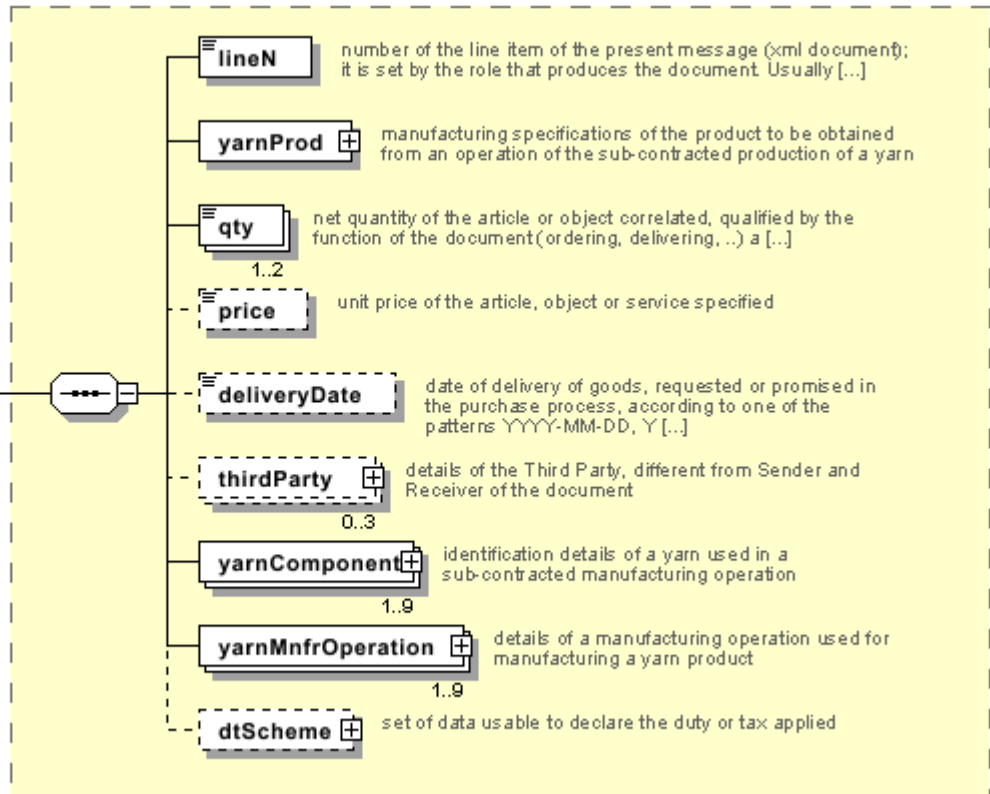 lineN
number of the line item of the present message (xml document);
it is set by the role that produces the document. Usually [...]
yarnProd
manufacturing specifications of the product to be obtained
from an operation of the sub-contracted production of a yarn
qty
net quantity of the article or object correlated, qualified by the
function of the document (ordering, delivering, ..) a [...]
1..2
price
unit price of the article, object or service specified
deliveryDate
date of delivery of goods, requested or promised in
the purchase process, according to one of the
patterns YYYY-MM-DD, Y [...]
thirdParty
details of the Third Party, different from Sender and
Receiver of the document
0..3
yarnComponent
identification details of a yarn used in a
sub-contracted manufacturing operation
1..9
yarnMnfrOperation
details of a manufacturing operation used for
manufacturing a yarn product
1..9
dtScheme
set of data usable to declare the duty or tax applied